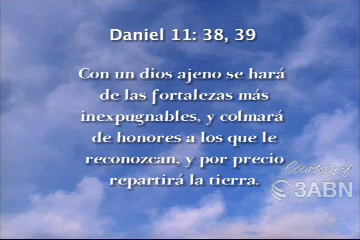 Daniel 11: 38, 39
Con un dios ajeno se hará
de las fortalezas más
inexpugnables, y colmará
de honores a los que le
reconozcan, y por precio
repartirá la tierra.
Courtesy of
3ABN